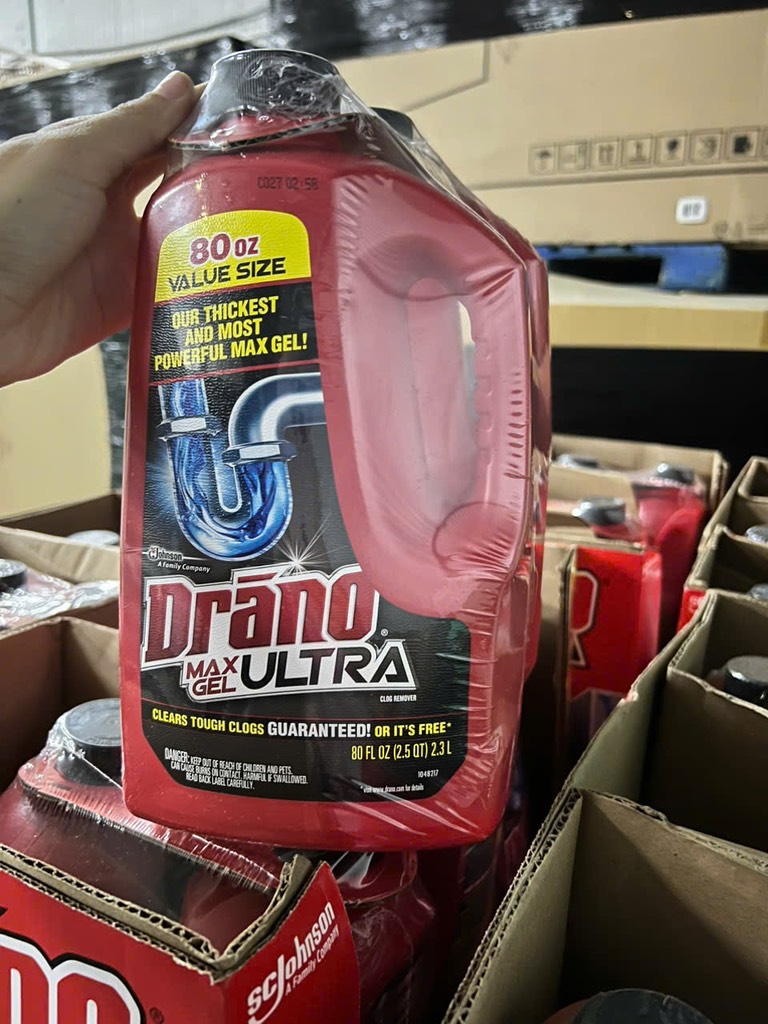 C027 02:58
80 OZ
VALUE SIZE
OUR THICKEST
AND MOST
POWERFUL MAX GEL!
SC Johnson
A Family Company
Drāno®
MAX
GEL
ULTRA
CLOG REMOVER
CLEARS TOUGH CLOGS GUARANTEED! OR IT'S FREE*
80 FL OZ (2.5 QT) 2.3 L
DANGER: KEEP OUT OF REACH OF CHILDREN AND PETS.
CAN CAUSE BURNS ON CONTACT. HARMFUL IF SWALLOWED.
READ BACK LABEL CAREFULLY.
1048217
*visit www.drano.com for details
scJohnson
A Family Company